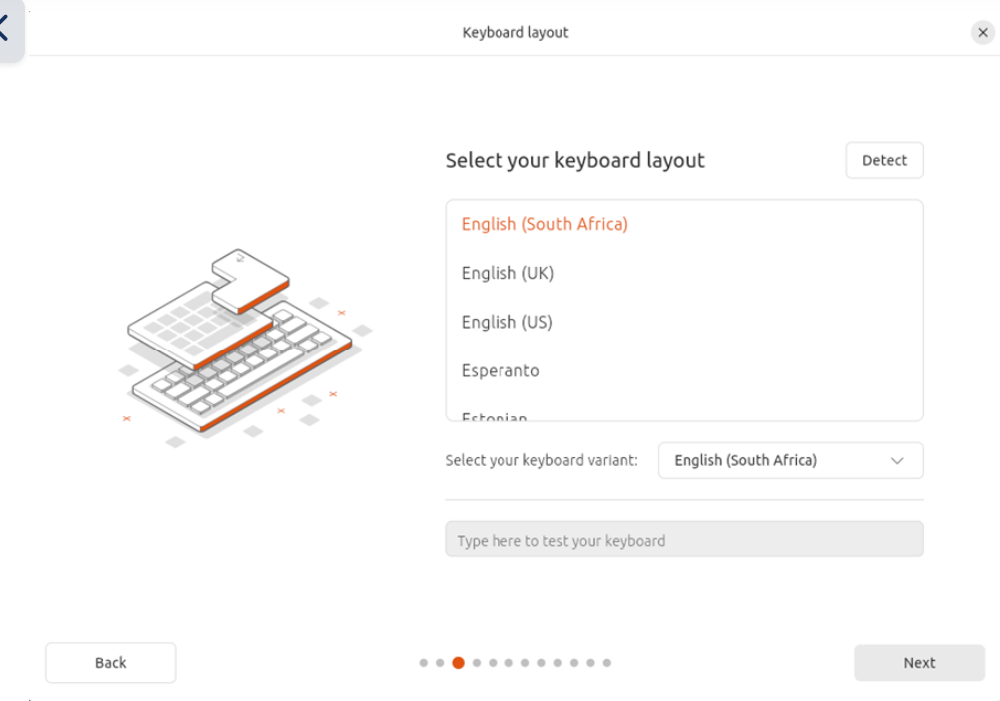 Keyboard layout
Select your keyboard layout
Detect
English (South Africa)
English (UK)
English (US)
Esperanto
Estonian
Select your keyboard variant: English (South Africa)
Type here to test your keyboard
Back
Next